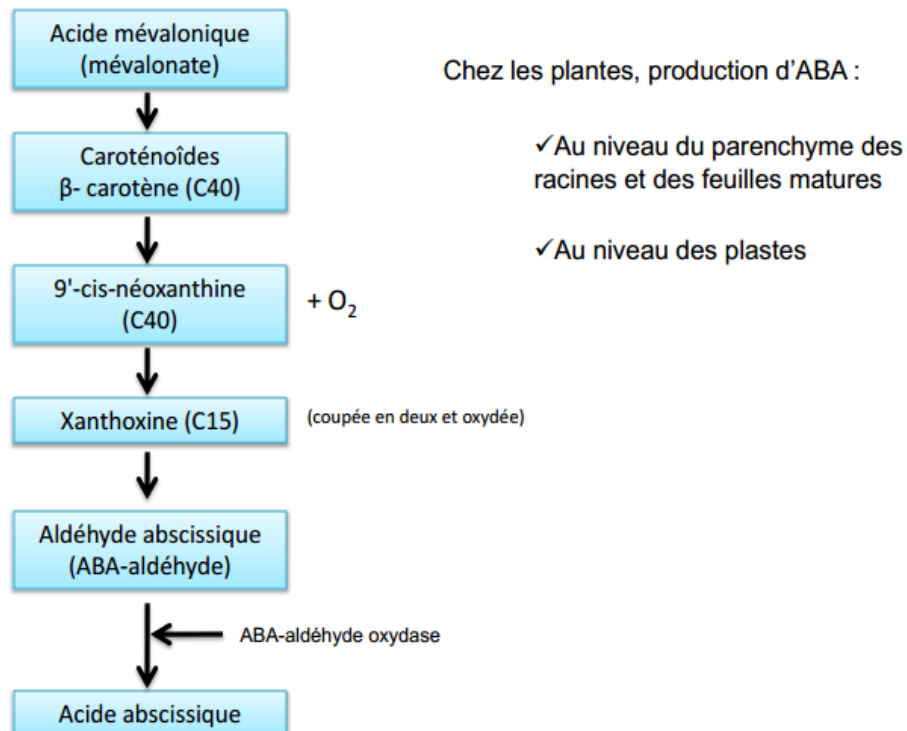 Acide mévalonique
(mévalonate)
Chez les plantes, production d'ABA :
Caroténoîdes
β- carotène (C40)
✓Au niveau du parenchyme des
racines et des feuilles matures
✓Au niveau des plastes
9'-cis-néoxanthine
(C40)
+ O₂
Xanthoxine (C15)
(coupée en deux et oxydée)
Aldéhyde abscissique
(ABA-aldéhyde)
ABA-aldéhyde oxydase
Acide abscissique